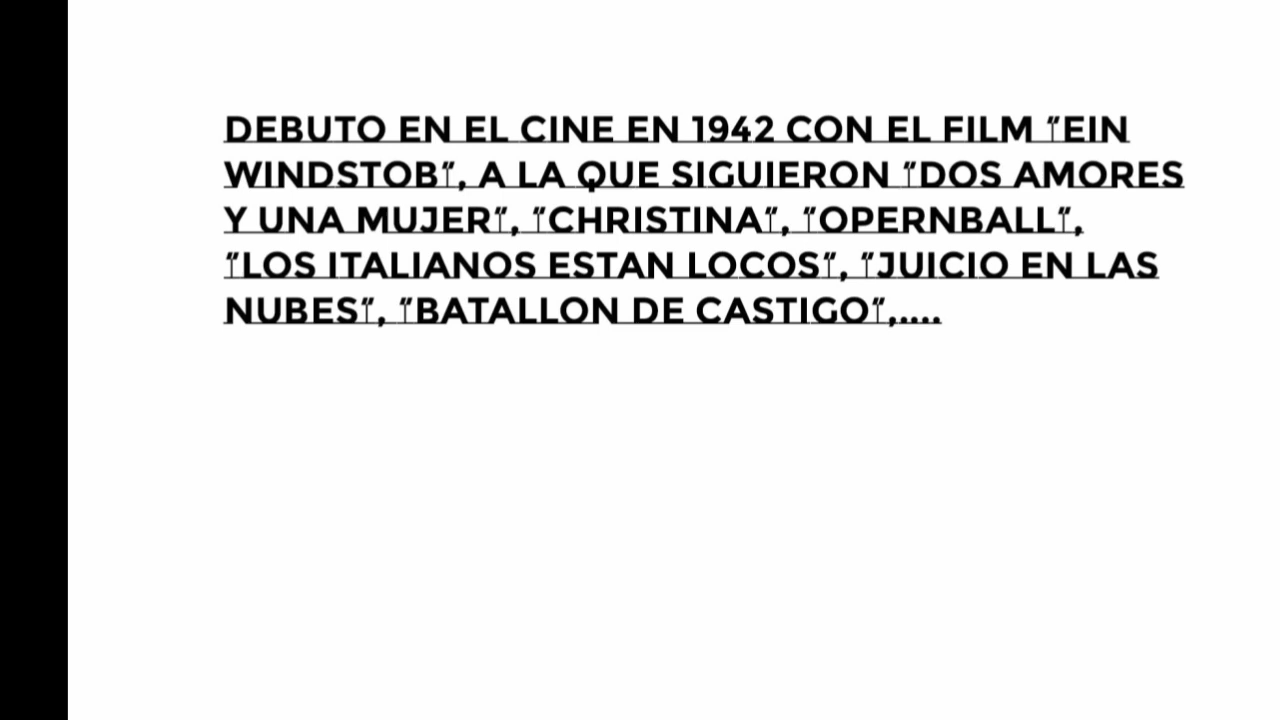 DEBUTO EN EL CINE EN 1942 CON EL FILM "EIN
WINDSTOB", A LA QUE SIGUIERON "DOS AMORES
Y UNA MUJER", "CHRISTINA", "OPERNBALL",
"LOS ITALIANOS ESTAN LOCOS", "JUICIO EN LAS
NUBES", "BATALLON DE CASTIGO",....